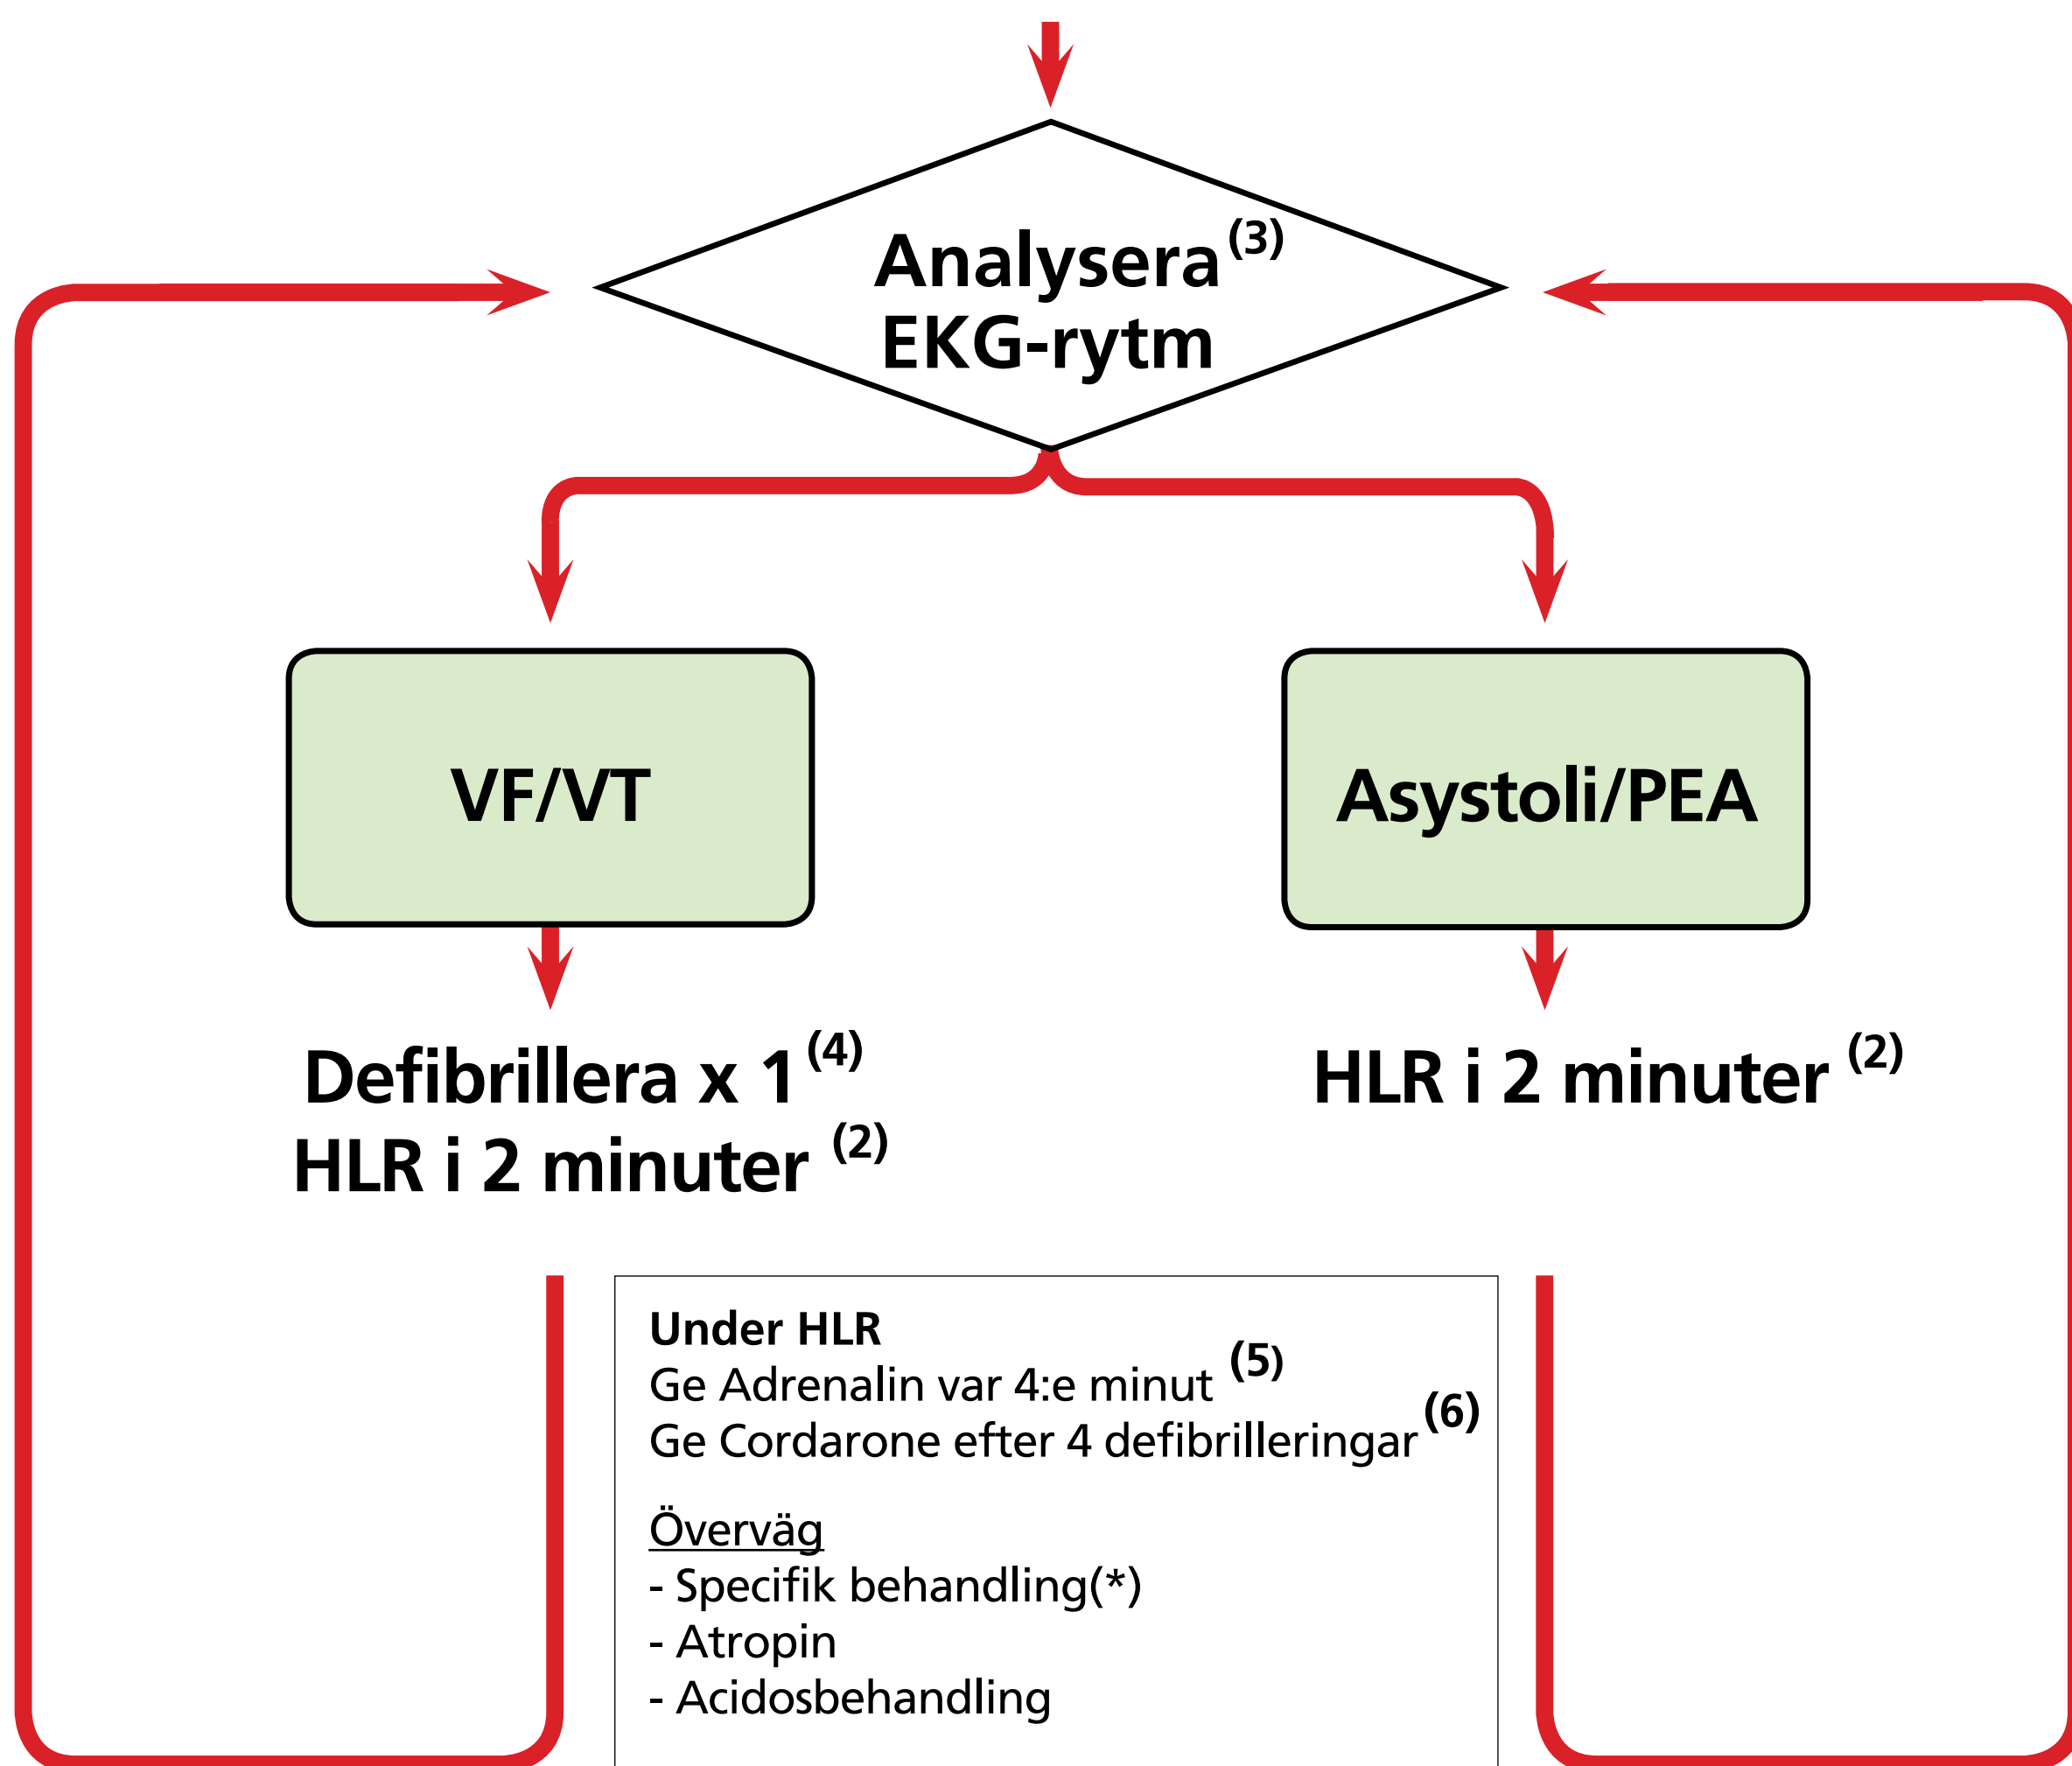 Analysera (3)
EKG-rytm
VF/VT
Asystoli/PEA
Defibrillera x 1 (4)
HLR i 2 minuter (2)
HLR i 2 minuter (2)
Under HLR
Ge Adrenalin var 4:e minut (5)
Ge Cordarone efter 4 defibrilleringar (6)
Överväg
- Specifik behandling(*)
- Atropin
- Acidosbehandling